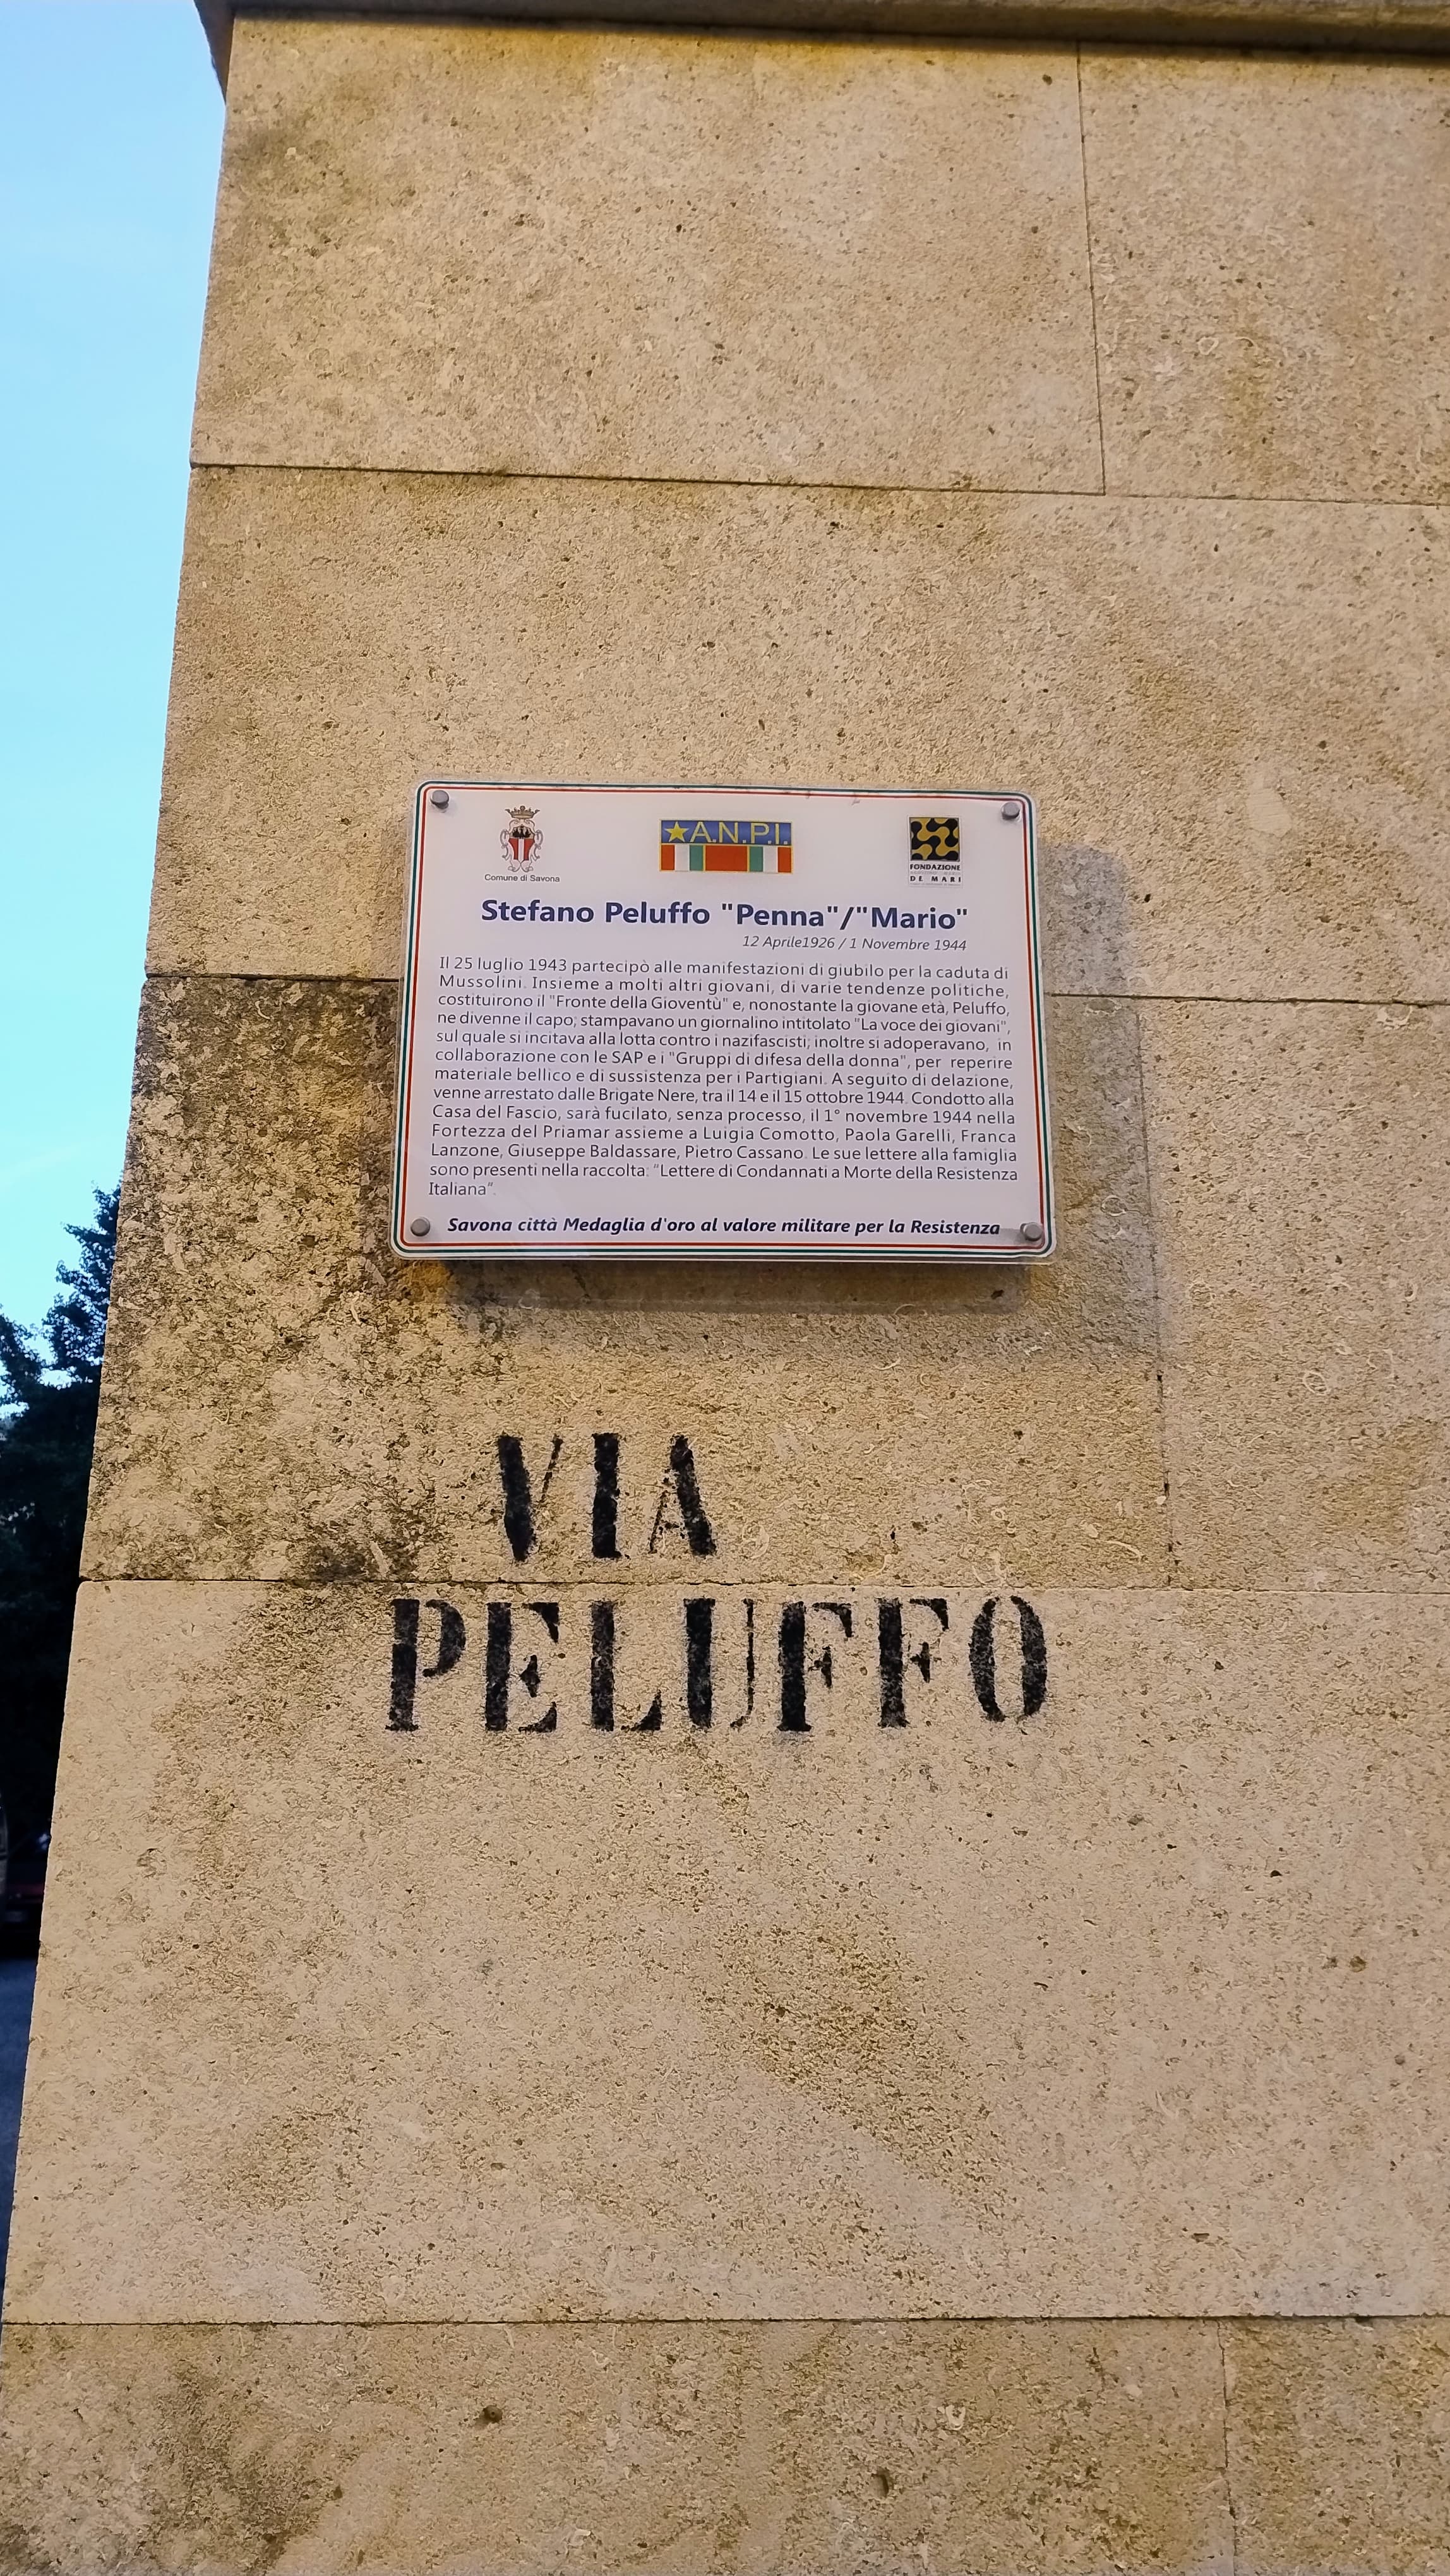 Comune di Savona
A.N.P.I.
FONDAZIONE
DE MARI
Stefano Peluffo "Penna"/"Mario"
12 Aprile1926 / 1 Novembre 1944
Il 25 luglio 1943 partecipò alle manifestazioni di giubilo per la caduta di
Mussolini. Insieme a molti altri giovani, di varie tendenze politiche,
costituirono il "Fronte della Gioventù" e, nonostante la giovane età, Peluffo,
ne divenne il capo; stampavano un giornalino intitolato "La voce dei giovani",
sul quale si incitava alla lotta contro i nazifascisti; inoltre si adoperavano, in
collaborazione con le SAP e i "Gruppi di difesa della donna", per reperire
materiale bellico e di sussistenza per i Partigiani. A seguito di delazione,
venne arrestato dalle Brigate Nere, tra il 14 e il 15 ottobre 1944. Condotto alla
Casa del Fascio, sarà fucilato, senza processo, il 1° novembre 1944 nella
Fortezza del Priamar assieme a Luigia Comotto, Paola Garelli, Franca
Lanzone, Giuseppe Baldassare, Pietro Cassano. Le sue lettere alla famiglia
sono presenti nella raccolta: "Lettere di Condannati a Morte della Resistenza
Italiana".
Savona città Medaglia d'oro al valore militare per la Resistenza
VIA
PELUFFO